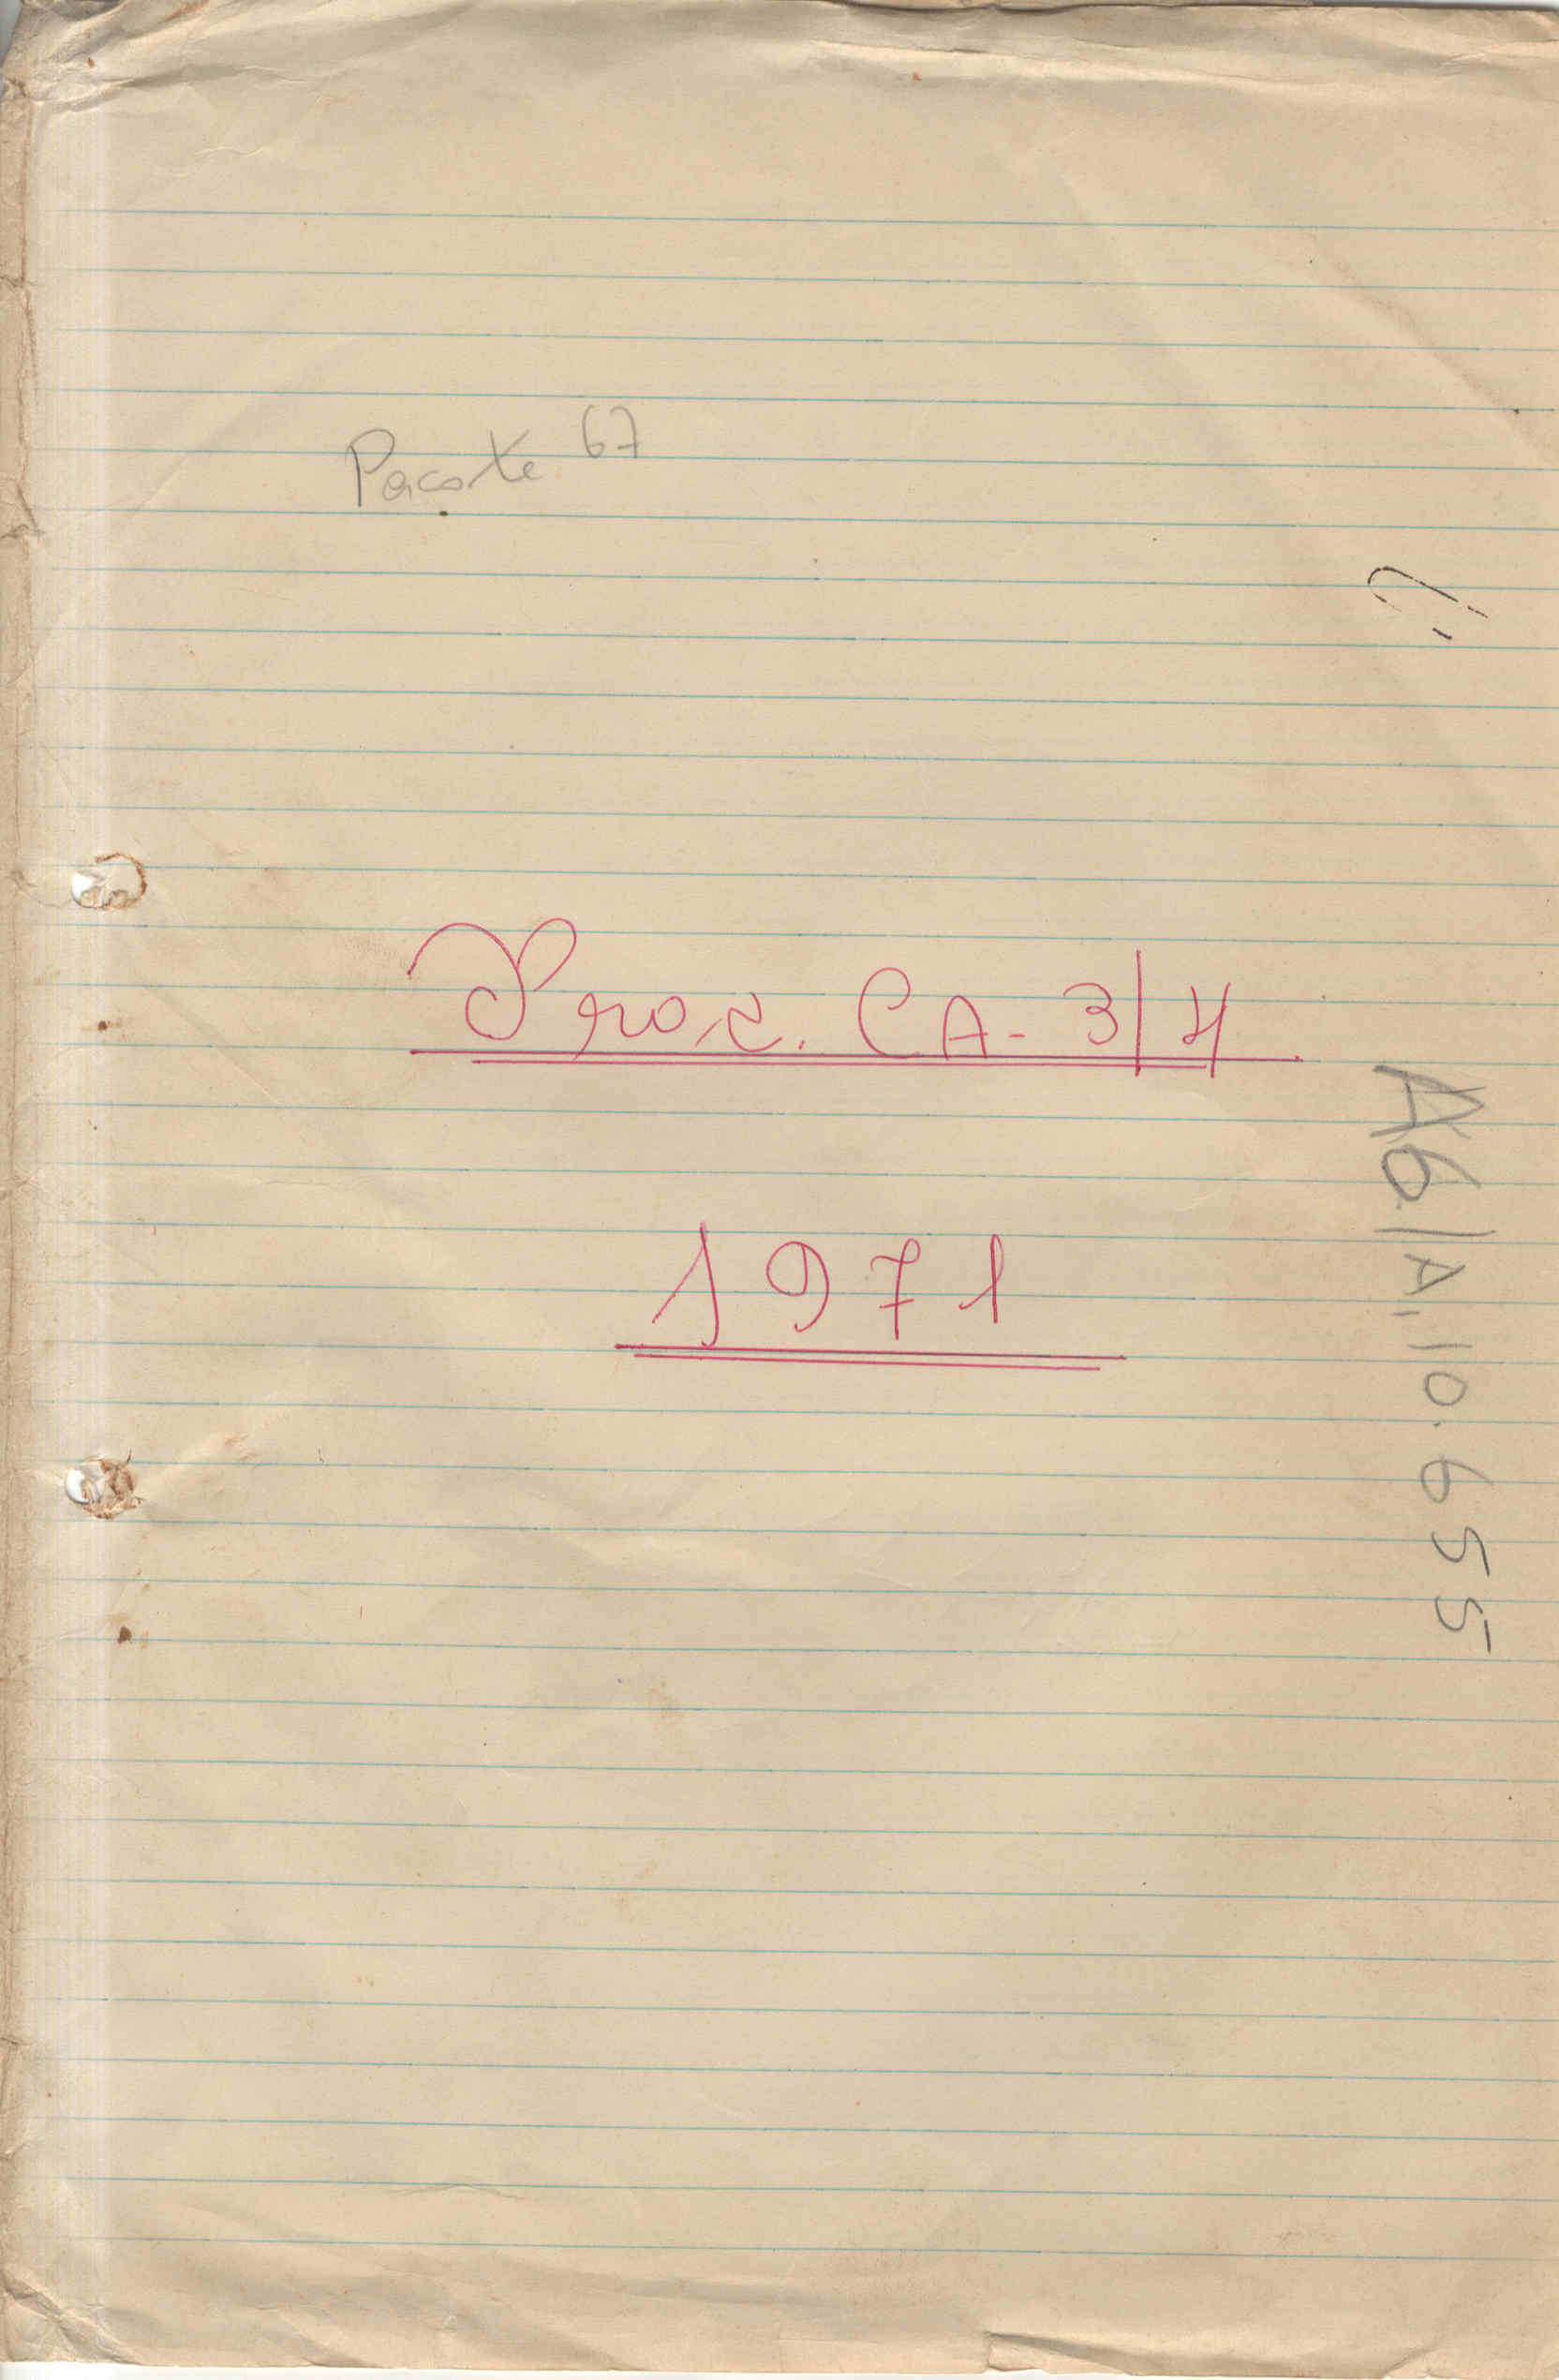 Pacote 67
Proc. CA- 3/4
1971
A6/A, 10.655